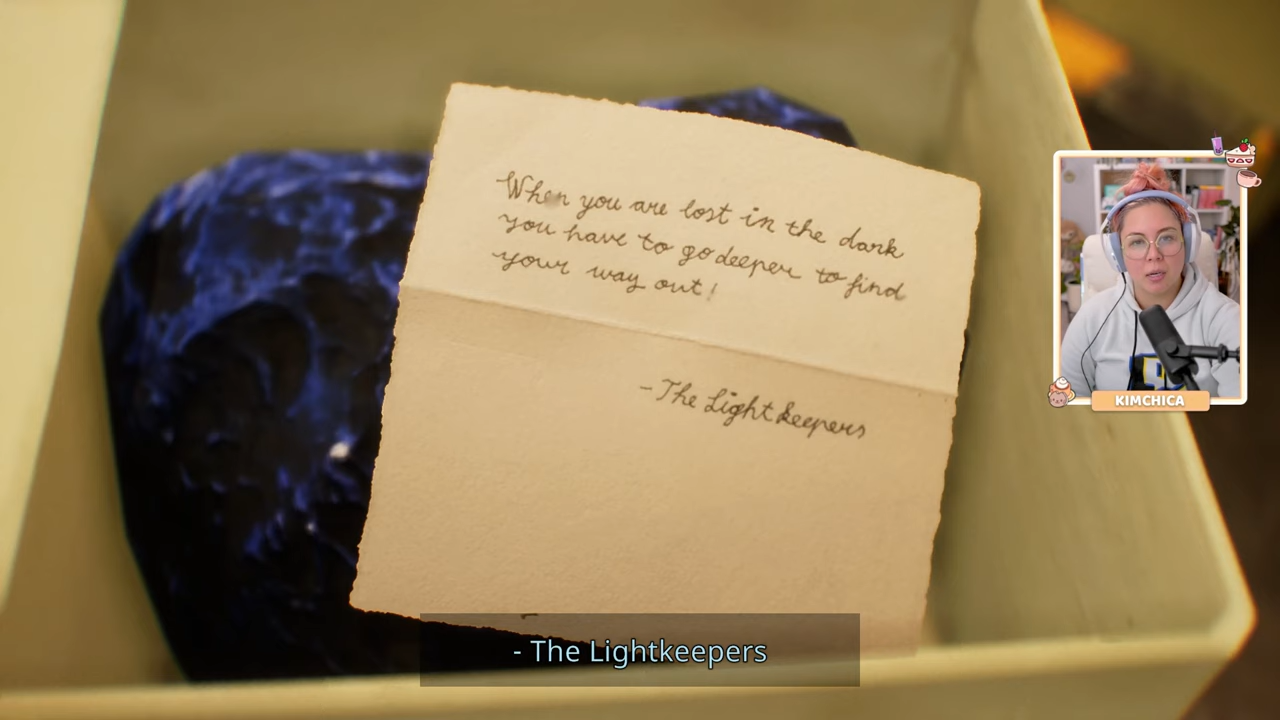 When you are lost in the dark
you have to go deeper to find
your way out!
- The Lightkeepers
KIMCHICA
- The Lightkeepers